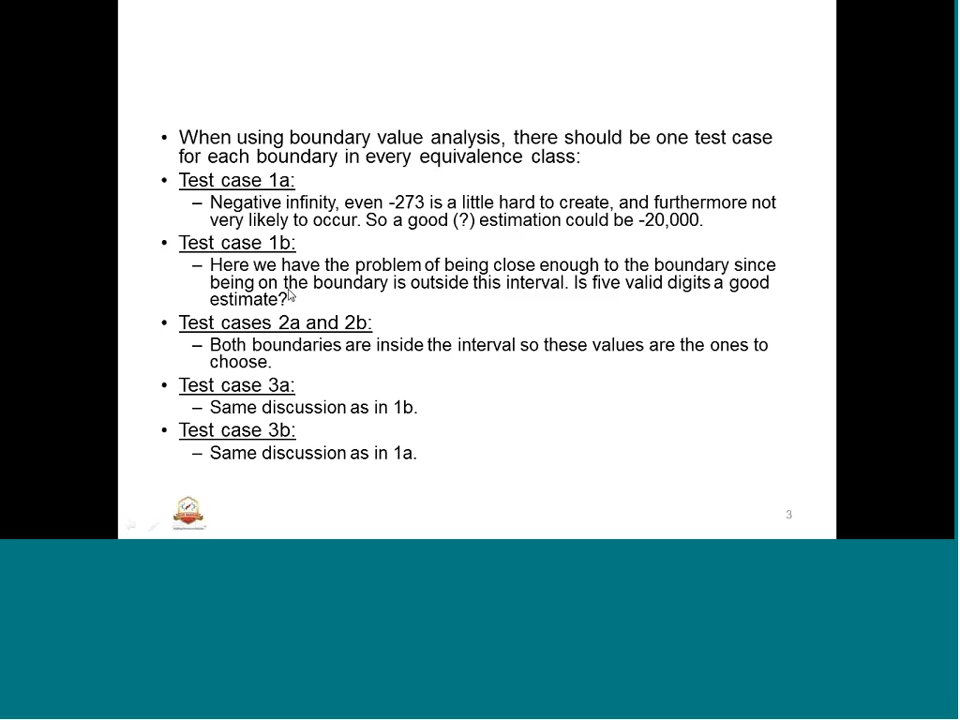 • When using boundary value analysis, there should be one test case
for each boundary in every equivalence class:
• Test case 1a:
– Negative infinity, even -273 is a little hard to create, and furthermore not
very likely to occur. So a good (?) estimation could be -20,000.
• Test case 1b:
– Here we have the problem of being close enough to the boundary since
being on the boundary is outside this interval. Is five valid digits a good
estimate?
• Test cases 2a and 2b:
– Both boundaries are inside the interval so these values are the ones to
choose.
• Test case 3a:
– Same discussion as in 1b.
• Test case 3b:
– Same discussion as in 1a.
3